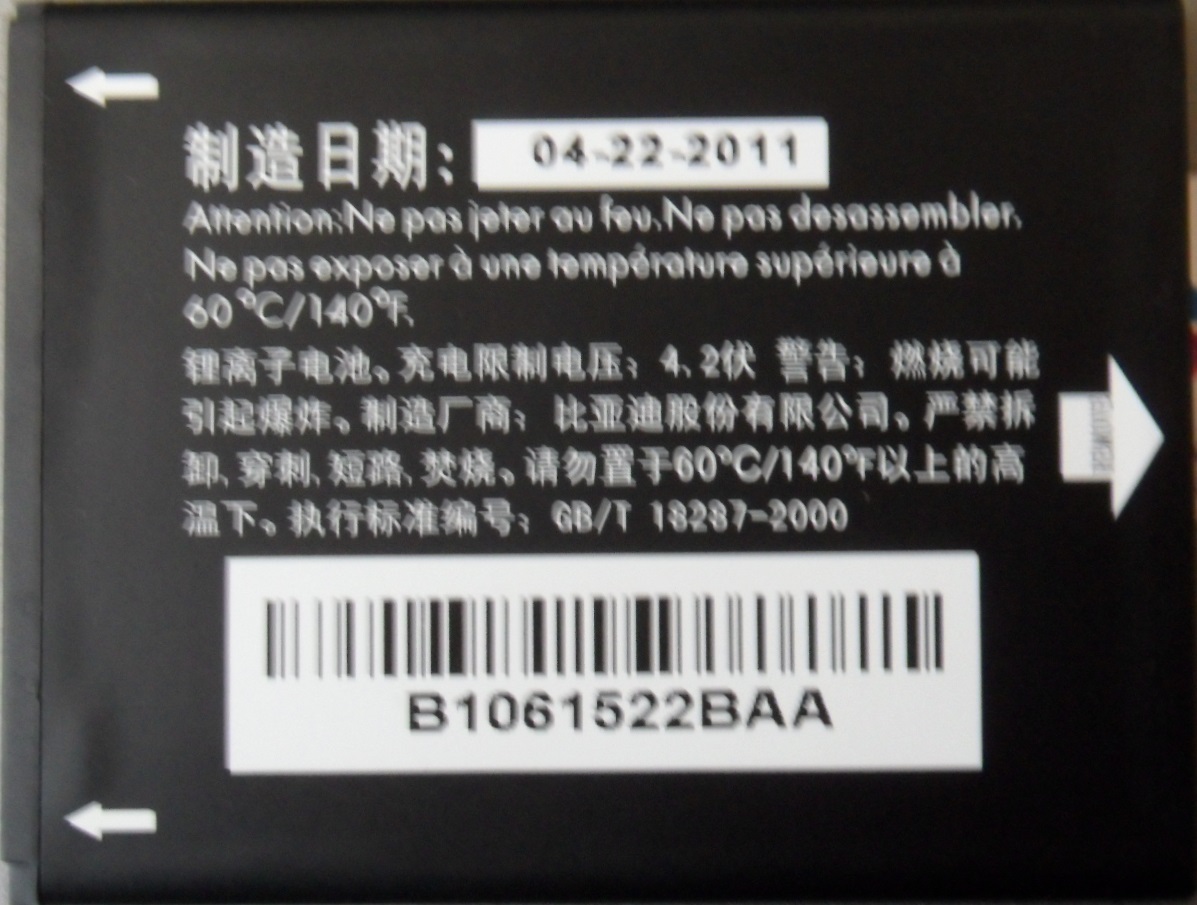 制造日期: 04-22-2011
Attention:Ne pas jeter au feu.Ne pas desassembler.
Ne pas exposer à une température supérieure à
60°C/140°F.
锂离子电池。充电限制电压: 4.2伏 警告: 燃烧可能
引起爆炸。制造厂商: 比亚迪股份有限公司。严禁拆
卸、穿刺、短路、焚烧。请勿置于60°C/140°F以上的高
温下。执行标准编号: GB/T 18287-2000
B1061522BAA